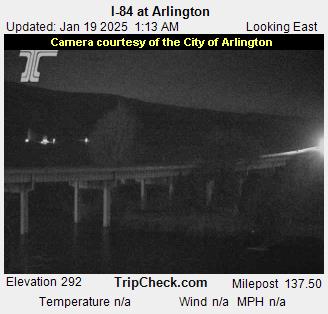 I-84 at Arlington
Updated: Jan 19 2025 1:13 AM Looking East
Camera courtesy of the City of Arlington
Elevation 292 TripCheck.com Milepost 137.50
Temperature n/a Wind n/a MPH n/a